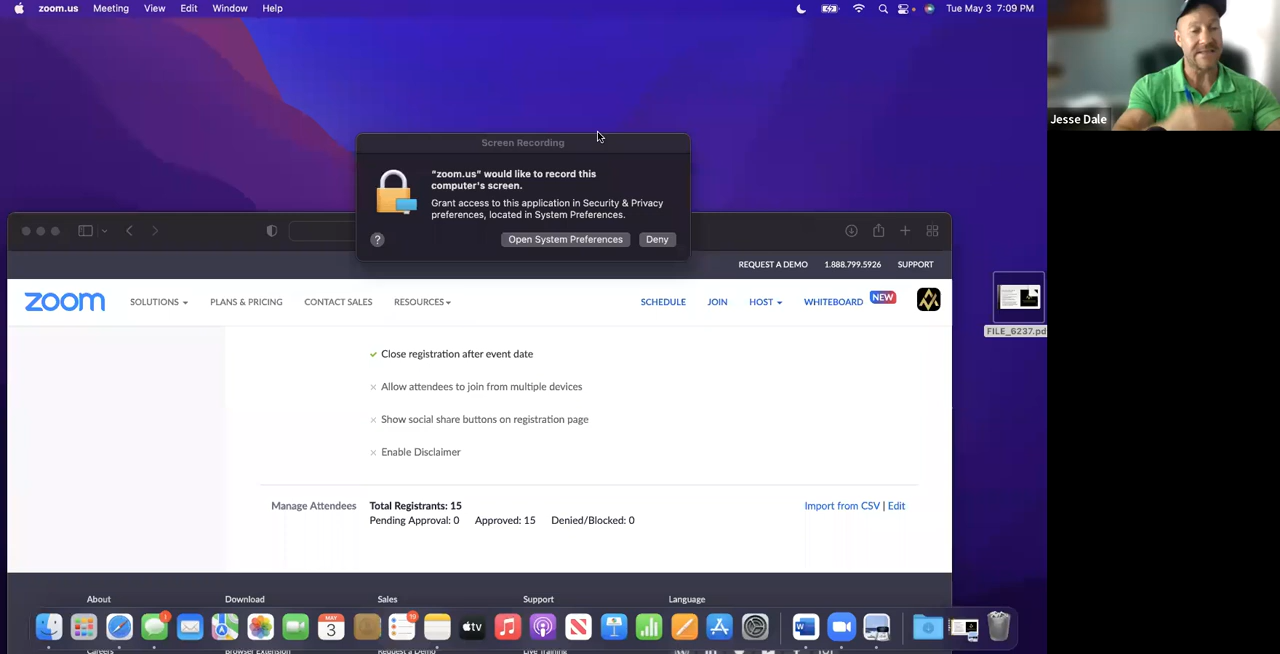 zoom.us Meeting View Edit Window Help Tue May 3 7:09 PM
Jesse Dale
Screen Recording
"zoom.us" would like to record this
computer's screen.
Grant access to this application in Security & Privacy
preferences, located in System Preferences.
? Open System Preferences Deny
REQUEST A DEMO 1.888.799.5926 SUPPORT
zoom SOLUTIONS PLANS & PRICING CONTACT SALES RESOURCES SCHEDULE JOIN HOST WHITEBOARD NEW
FILE_6237.pd
Close registration after event date
Allow attendees to join from multiple devices
Show social share buttons on registration page
Enable Disclaimer
Manage Attendees Total Registrants: 15 Import from CSV | Edit
Pending Approval: 0 Approved: 15 Denied/Blocked: 0
About Download Sales Support Language
1 MAY 3 19 tv W